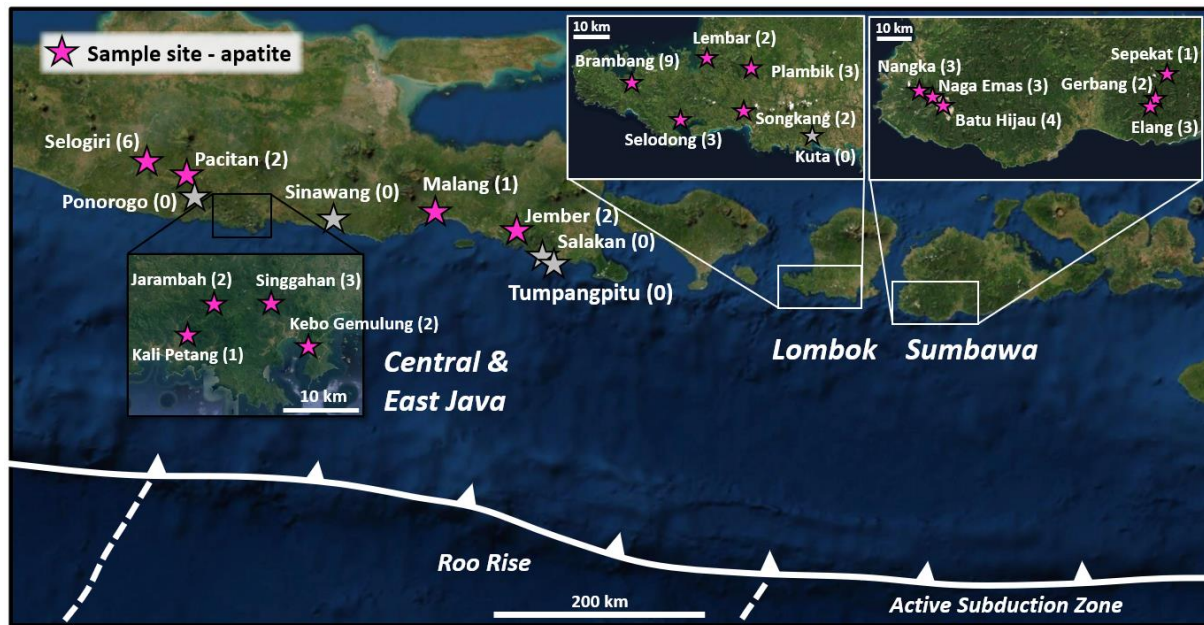 Sample site - apatite
Selogiri (6)
Pacitan (2)
Ponorogo (0)
Sinawang (0)
Malang (1)
Jember (2)
Salakan (0)
Tumpangpitu (0)
Jarambah (2)
Singgahan (3)
Kebo Gemulung (2)
Kali Petang (1)
10 km
Central &
East Java
10 km
Lembar (2)
Brambang (9)
Plambik (3)
Songkang (2)
Selodong (3)
Kuta (0)
10 km
Sepekat (1)
Nangka (3)
Gerbang (2)
Naga Emas (3)
Batu Hijau (4)
Elang (3)
Lombok
Sumbawa
Roo Rise
200 km
Active Subduction Zone